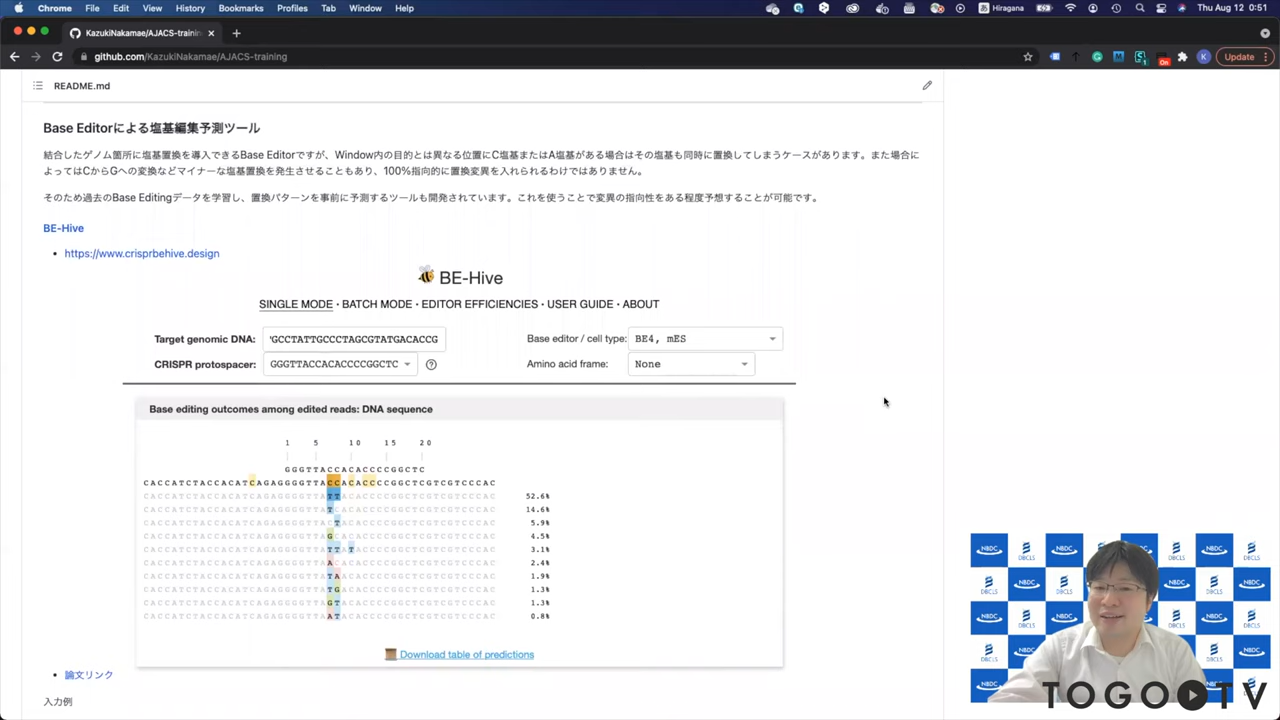 Chrome File Edit View History Bookmarks Profiles Tab Window Help Hiragana Thu Aug 12 0:51
KazukiNakamae/AJACS-trainin
github.com/KazukiNakamae/AJACS-training On K Update
README.md
Base Editorによる塩基編集予測ツール
結合したゲノム箇所に塩基置換を導入できるBase Editorですが、Window内の目的とは異なる位置にC塩基またはA塩基がある場合はその塩基も同時に置換してしまうケースがあります。また場合に
よってはCからGへの変換などマイナーな塩基置換を発生させることもあり、100%指向的に置換変異を入れられるわけではありません。
そのため過去のBase Editingデータを学習し、置換パターンを事前に予測するツールも開発されています。これを使うことで変異の指向性をある程度予想することが可能です。
BE-Hive
• https://www.crisprbehive.design
BE-Hive
SINGLE MODE · BATCH MODE · EDITOR EFFICIENCIES · USER GUIDE · ABOUT
Target genomic DNA: 'GCCTATTGCCCTAGCGTATGACACCG Base editor / cell type: BE4, mES
CRISPR protospacer: GGGTTACCACACCCCGGCTC ? Amino acid frame: None
Base editing outcomes among edited reads: DNA sequence
1 5 10 15 20
GGGTTACCACACCCCGGCTC
CACCATCTACCACATCAGAGGGGTTACCACACCCCGGCTCGTCGTCCCAC
CACCATCTACCACATCAGAGGGGTTATTACACCCCGGCTCGTCGTCCCAC 52.6%
CACCATCTACCACATCAGAGGGGTTATCACACCCCGGCTCGTCGTCCCAC 14.6%
CACCATCTACCACATCAGAGGGGTTACTACACCCCGGCTCGTCGTCCCAC 5.9%
CACCATCTACCACATCAGAGGGGTTAGCACACCCCGGCTCGTCGTCCCAC 4.5%
CACCATCTACCACATCAGAGGGGTTATTATACCCCGGCTCGTCGTCCCAC 3.1%
CACCATCTACCACATCAGAGGGGTTAACACACCCCGGCTCGTCGTCCCAC 2.4%
CACCATCTACCACATCAGAGGGGTTATAACACCCCGGCTCGTCGTCCCAC 1.9%
CACCATCTACCACATCAGAGGGGTTATGACACCCCGGCTCGTCGTCCCAC 1.3%
CACCATCTACCACATCAGAGGGGTTAGTACACCCCGGCTCGTCGTCCCAC 1.3%
CACCATCTACCACATCAGAGGGGTTAATACACCCCGGCTCGTCGTCCCAC 0.8%
Download table of predictions
• 論文リンク
入力例
NBDC DBCLS
TOGO TV